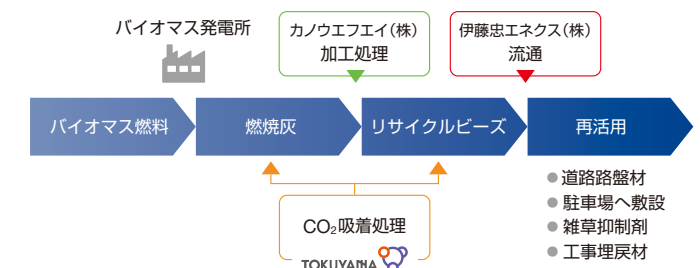 バイオマス発電所
カノウエフエイ(株)
加工処理
伊藤忠エネクス(株)
流通
バイオマス燃料
燃焼灰
リサイクルビーズ
再活用
CO₂吸着処理
TOKUYAMA
● 道路路盤材
● 駐車場へ敷設
● 雑草抑制剤
● 工事埋戻材